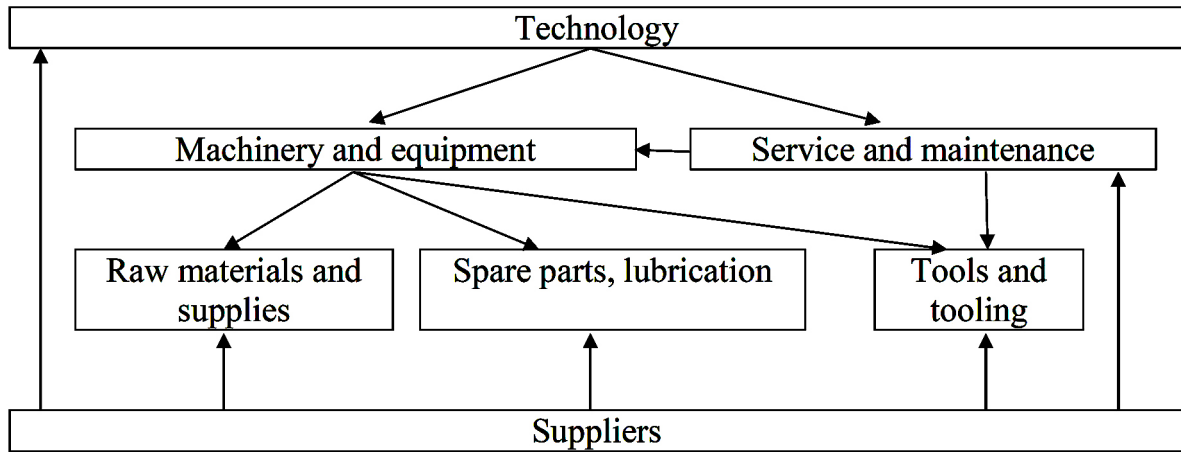 Technology
Machinery and equipment
Service and maintenance
Raw materials and
supplies
Spare parts, lubrication
Tools and
tooling
Suppliers